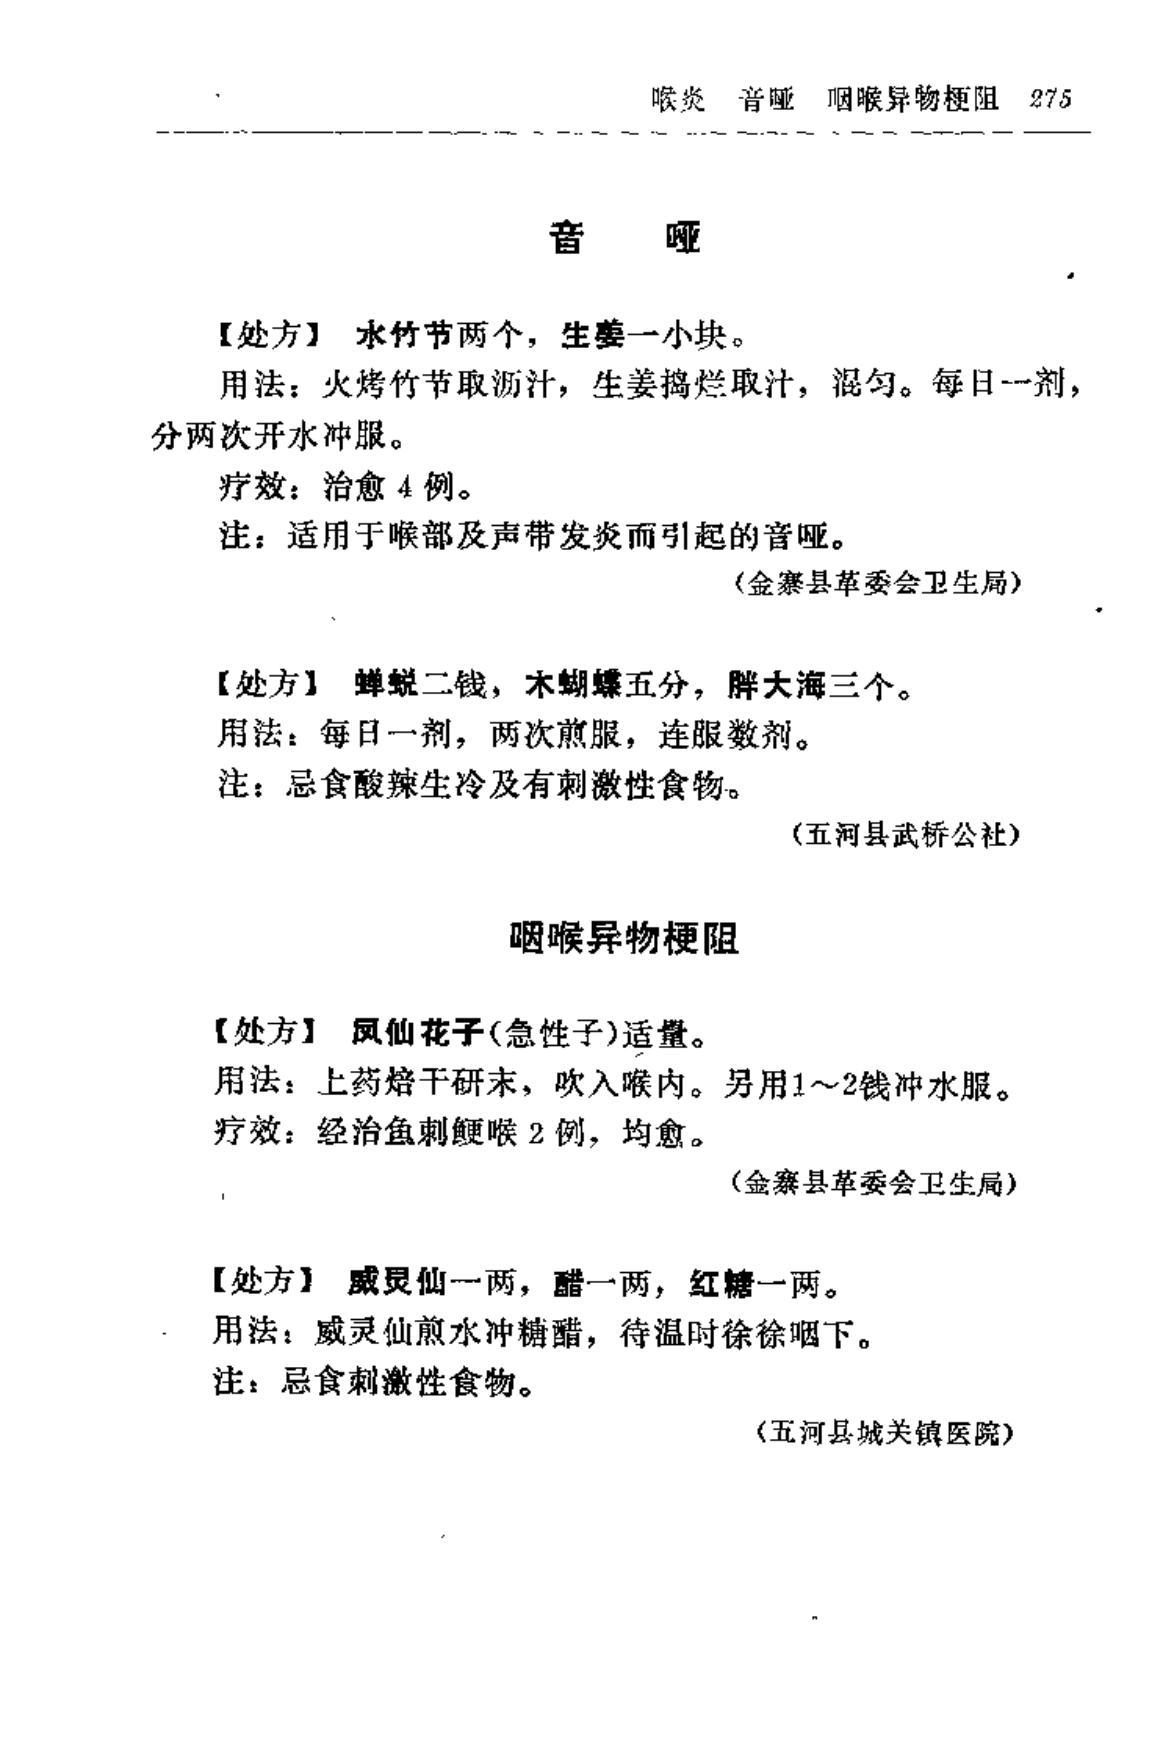 喉炎 音哑 咽喉异物梗阻 275
音 哑
【处方】 水竹节两个，生姜一小块。
用法：火烤竹节取沥汁，生姜捣烂取汁，混匀。每日一剂，
分两次开水冲服。
疗效：治愈 4 例。
注：适用于喉部及声带发炎而引起的音哑。
（金寨县革委会卫生局）
【处方】 蝉蜕二钱，木蝴蝶五分，胖大海三个。
用法：每日一剂，两次煎服，连服数剂。
注：忌食酸辣生冷及有刺激性食物。
（五河县武桥公社）
咽喉异物梗阻
【处方】 凤仙花子(急性子)适量。
用法：上药焙干研末，吹入喉内。另用1～2钱冲水服。
疗效：经治鱼刺鲠喉 2 例，均愈。
（金寨县革委会卫生局）
【处方】 威灵仙一两，醋一两，红糖一两。
用法：威灵仙煎水冲糖醋，待温时徐徐咽下。
注：忌食刺激性食物。
（五河县城关镇医院）